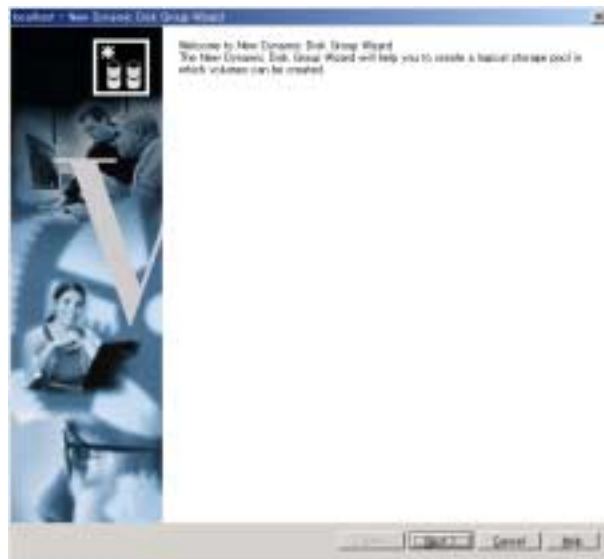 localhost - New Dynamic Disk Group Wizard
Welcome to New Dynamic Disk Group Wizard
The New Dynamic Disk Group Wizard will help you to create a logical storage pool in
which volumes can be created.
V
Next > Cancel Help